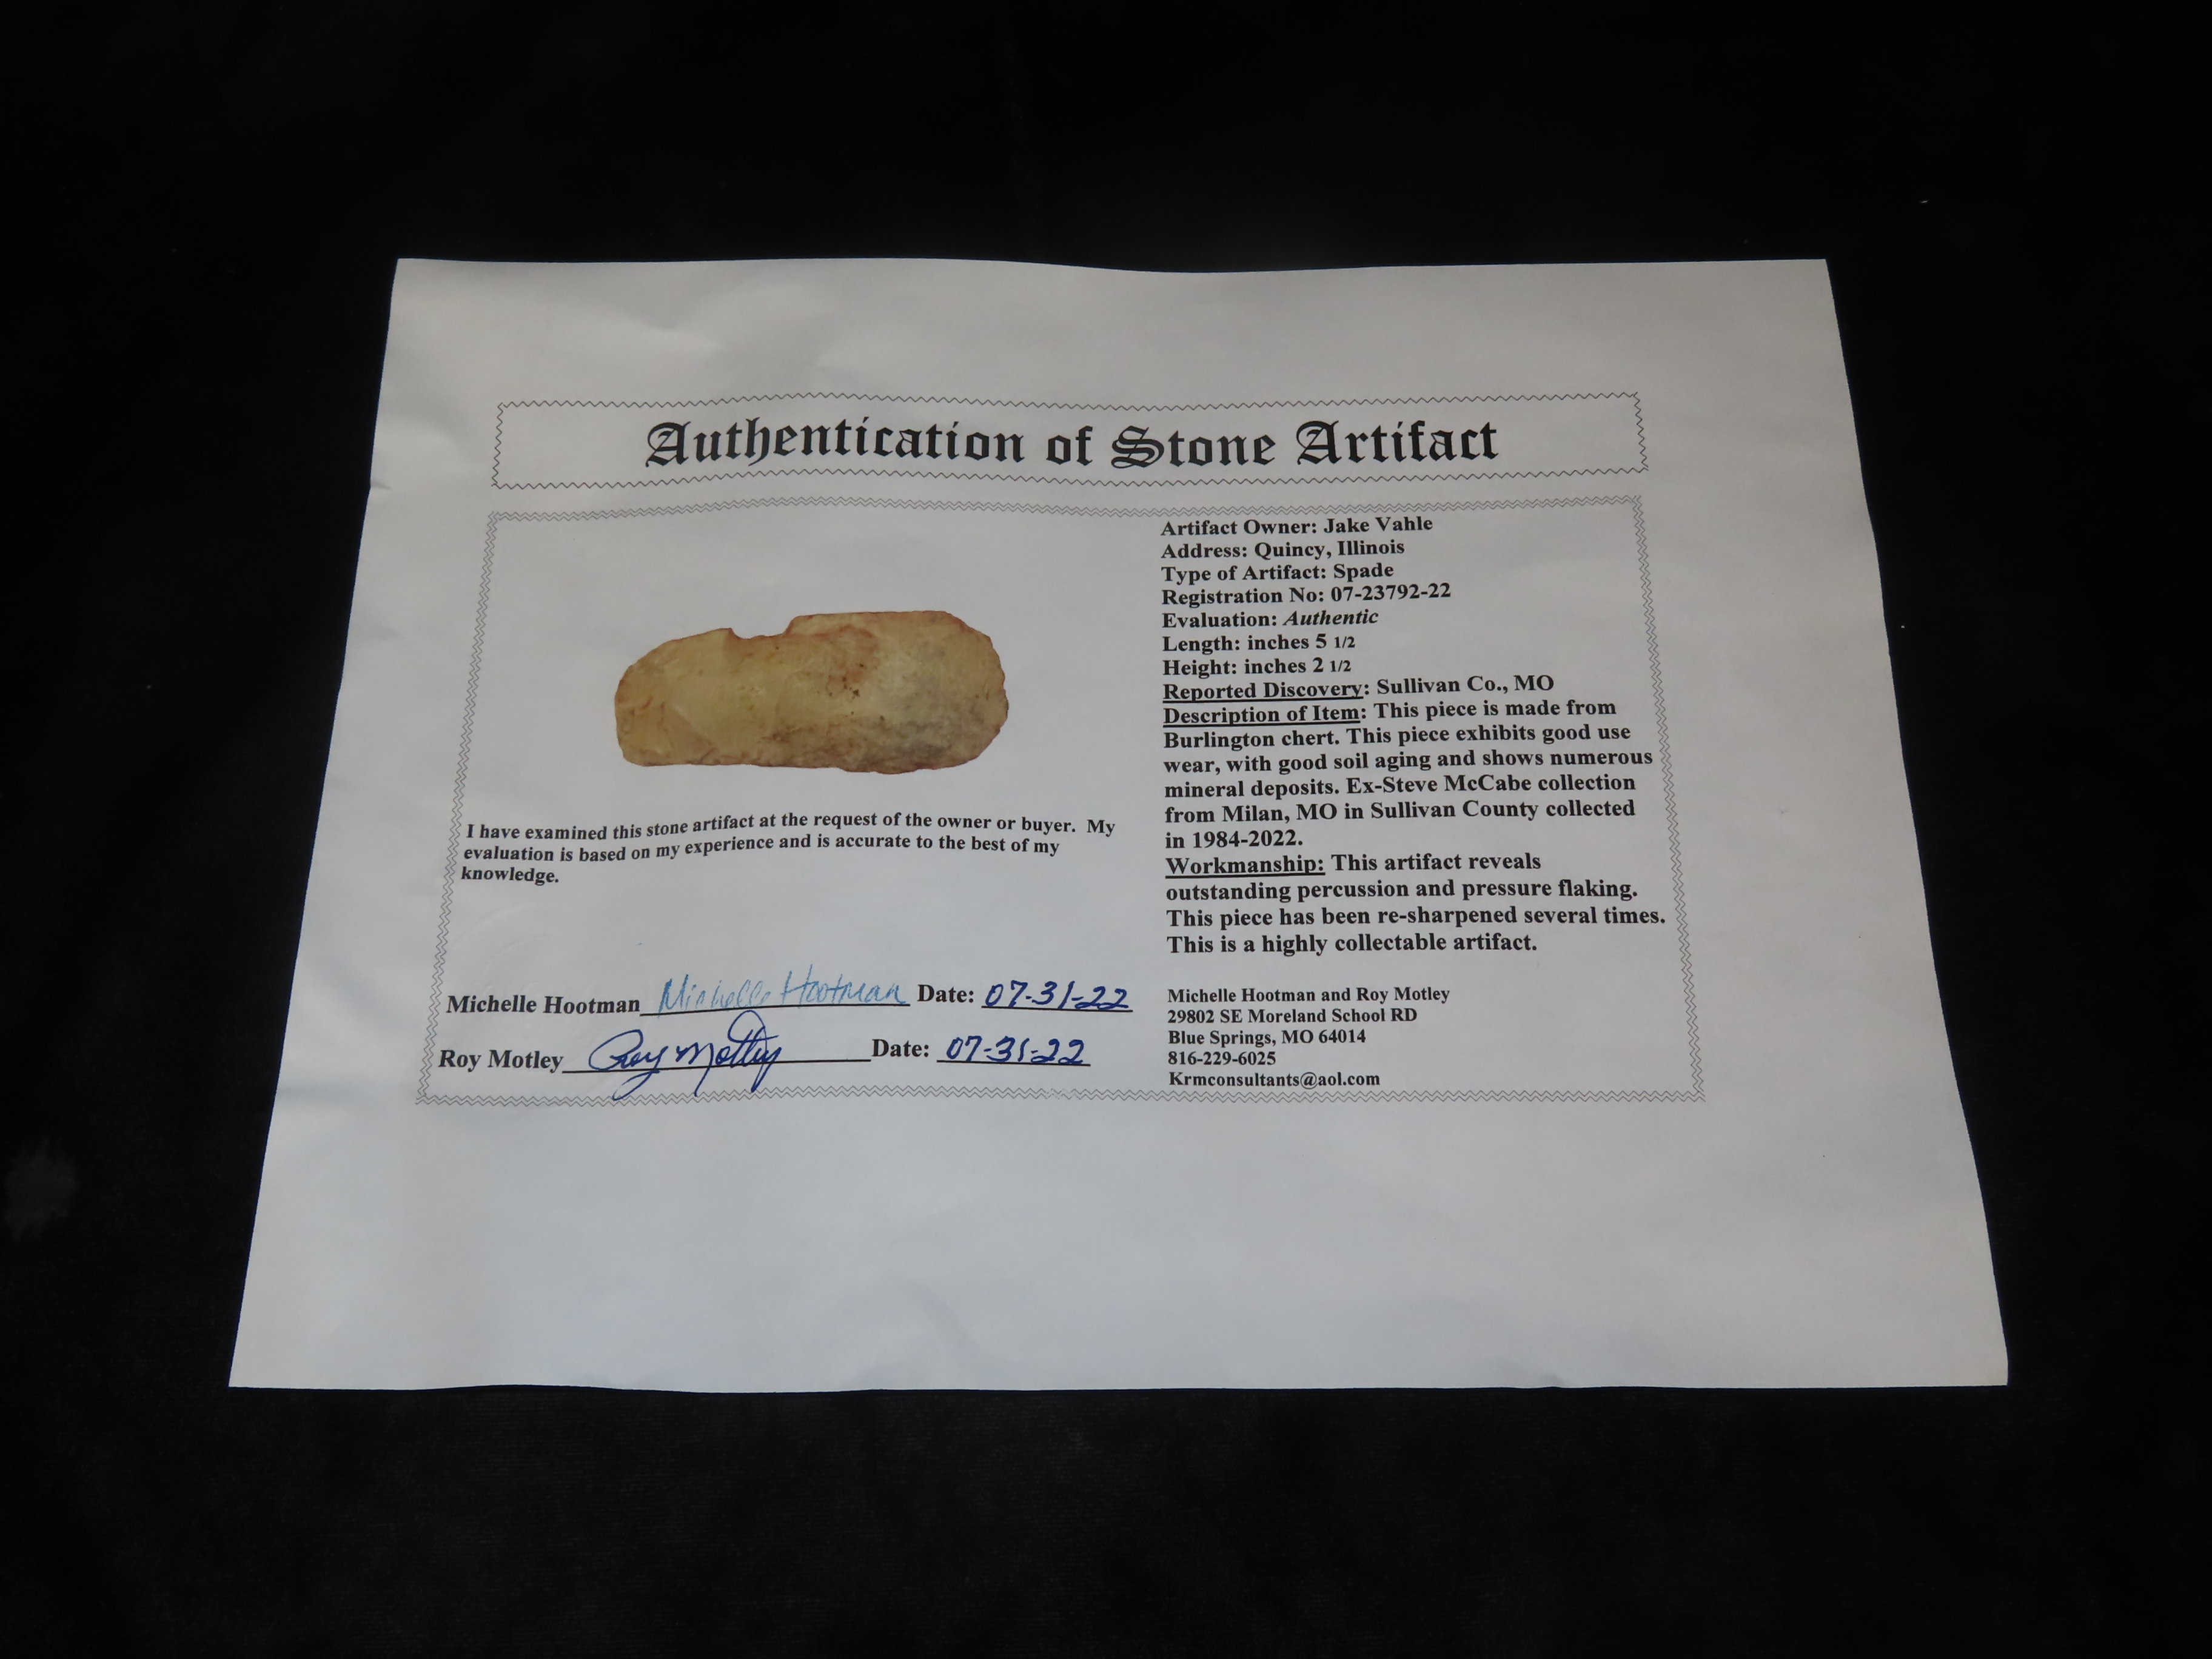 Authentication of Stone Artifact
Artifact Owner: Jake Vahle
Address: Quincy, Illinois
Type of Artifact: Spade
Registration No: 07-23792-22
Evaluation: Authentic
Length: inches 5 1/2
Height: inches 2 1/2
Reported Discovery: Sullivan Co., MO
Description of Item: This piece is made from
Burlington chert. This piece exhibits good use
wear, with good soil aging and shows numerous
mineral deposits. Ex-Steve McCabe collection
from Milan, MO in Sullivan County collected
in 1984-2022.
Workmanship: This artifact reveals
outstanding percussion and pressure flaking.
This piece has been re-sharpened several times.
This is a highly collectable artifact.
I have examined this stone artifact at the request of the owner or buyer. My
evaluation is based on my experience and is accurate to the best of my
knowledge.
Michelle Hootman Michelle Hootman Date: 07-31-22
Roy Motley Roy Motley Date: 07-31-22
Michelle Hootman and Roy Motley
29802 SE Moreland School RD
Blue Springs, MO 64014
816-229-6025
Krmconsultants@aol.com